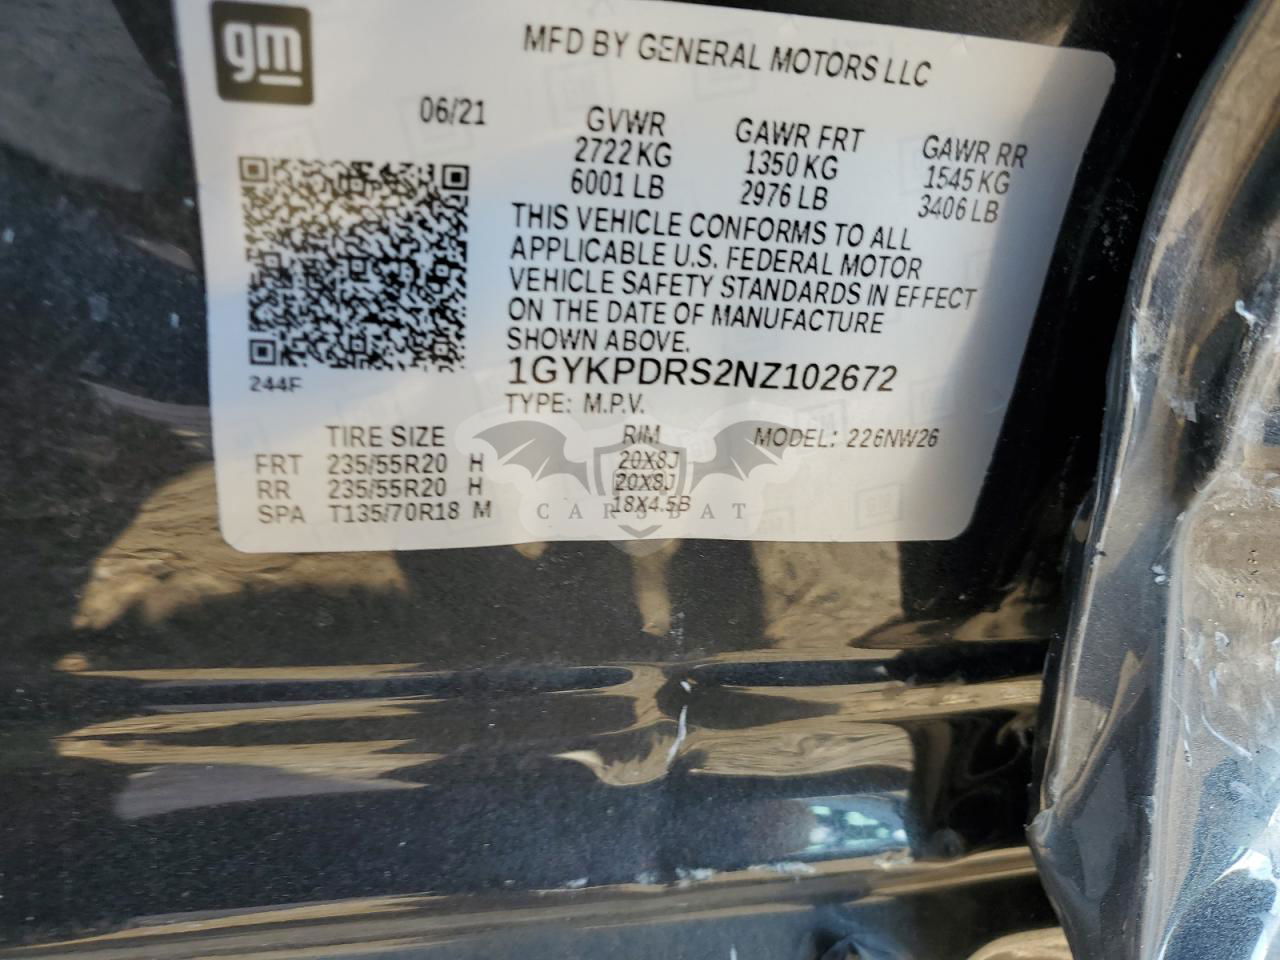 gm
MFD BY GENERAL MOTORS LLC
06/21
GVWR GAWR FRT GAWR RR
2722 KG 1350 KG 1545 KG
6001 LB 2976 LB 3406 LB
THIS VEHICLE CONFORMS TO ALL
APPLICABLE U.S. FEDERAL MOTOR
VEHICLE SAFETY STANDARDS IN EFFECT
ON THE DATE OF MANUFACTURE
SHOWN ABOVE.
1GYKPDRS2NZ102672
244F
TYPE: M.P.V.
TIRE SIZE RIM MODEL: 226NW26
FRT 235/55R20 H 20X8J
RR 235/55R20 H 20X8J
SPA T135/70R18 M 18X4.5B
CARSBAT